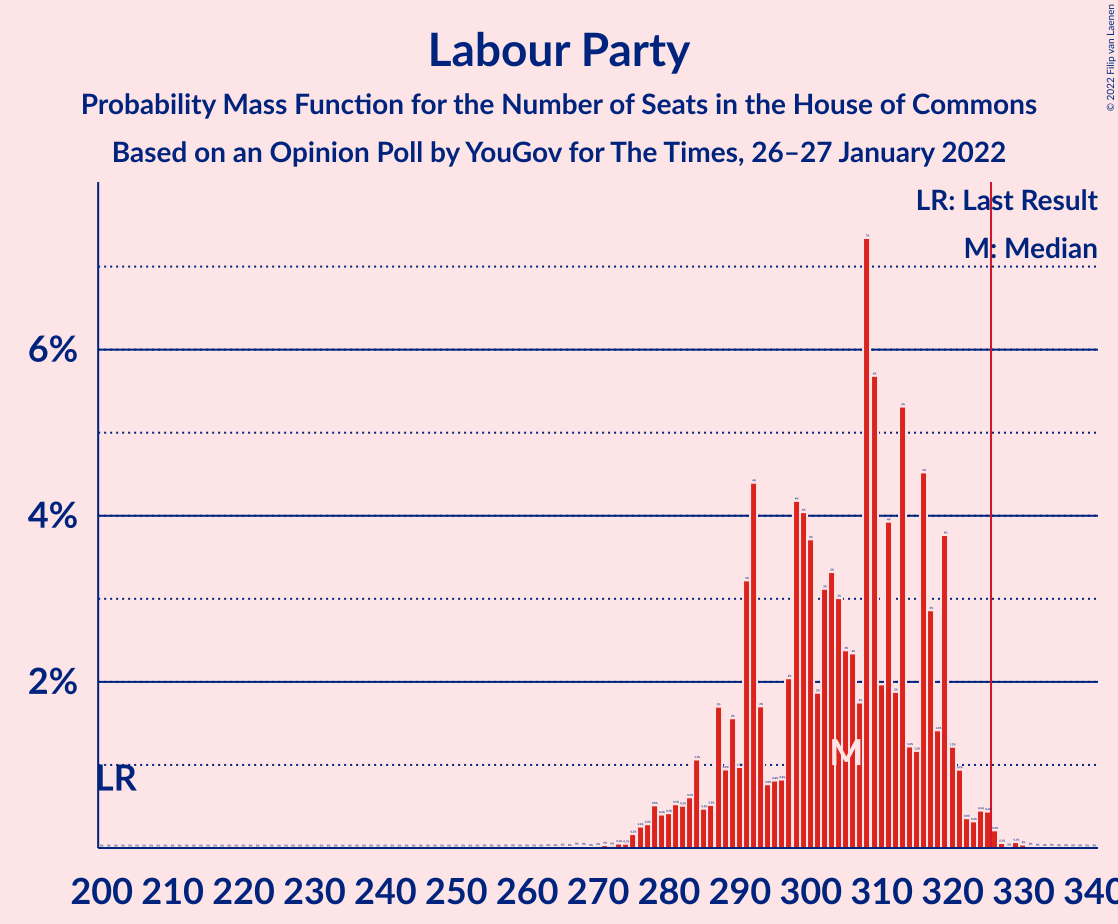 Labour Party
Probability Mass Function for the Number of Seats in the House of Commons
Based on an Opinion Poll by YouGov for The Times, 26–27 January 2022
© 2022 Filip van Laenen
LR: Last Result
M: Median
6%
4%
2%
LR
M
200 210 220 230 240 250 260 270 280 290 300 310 320 330 340